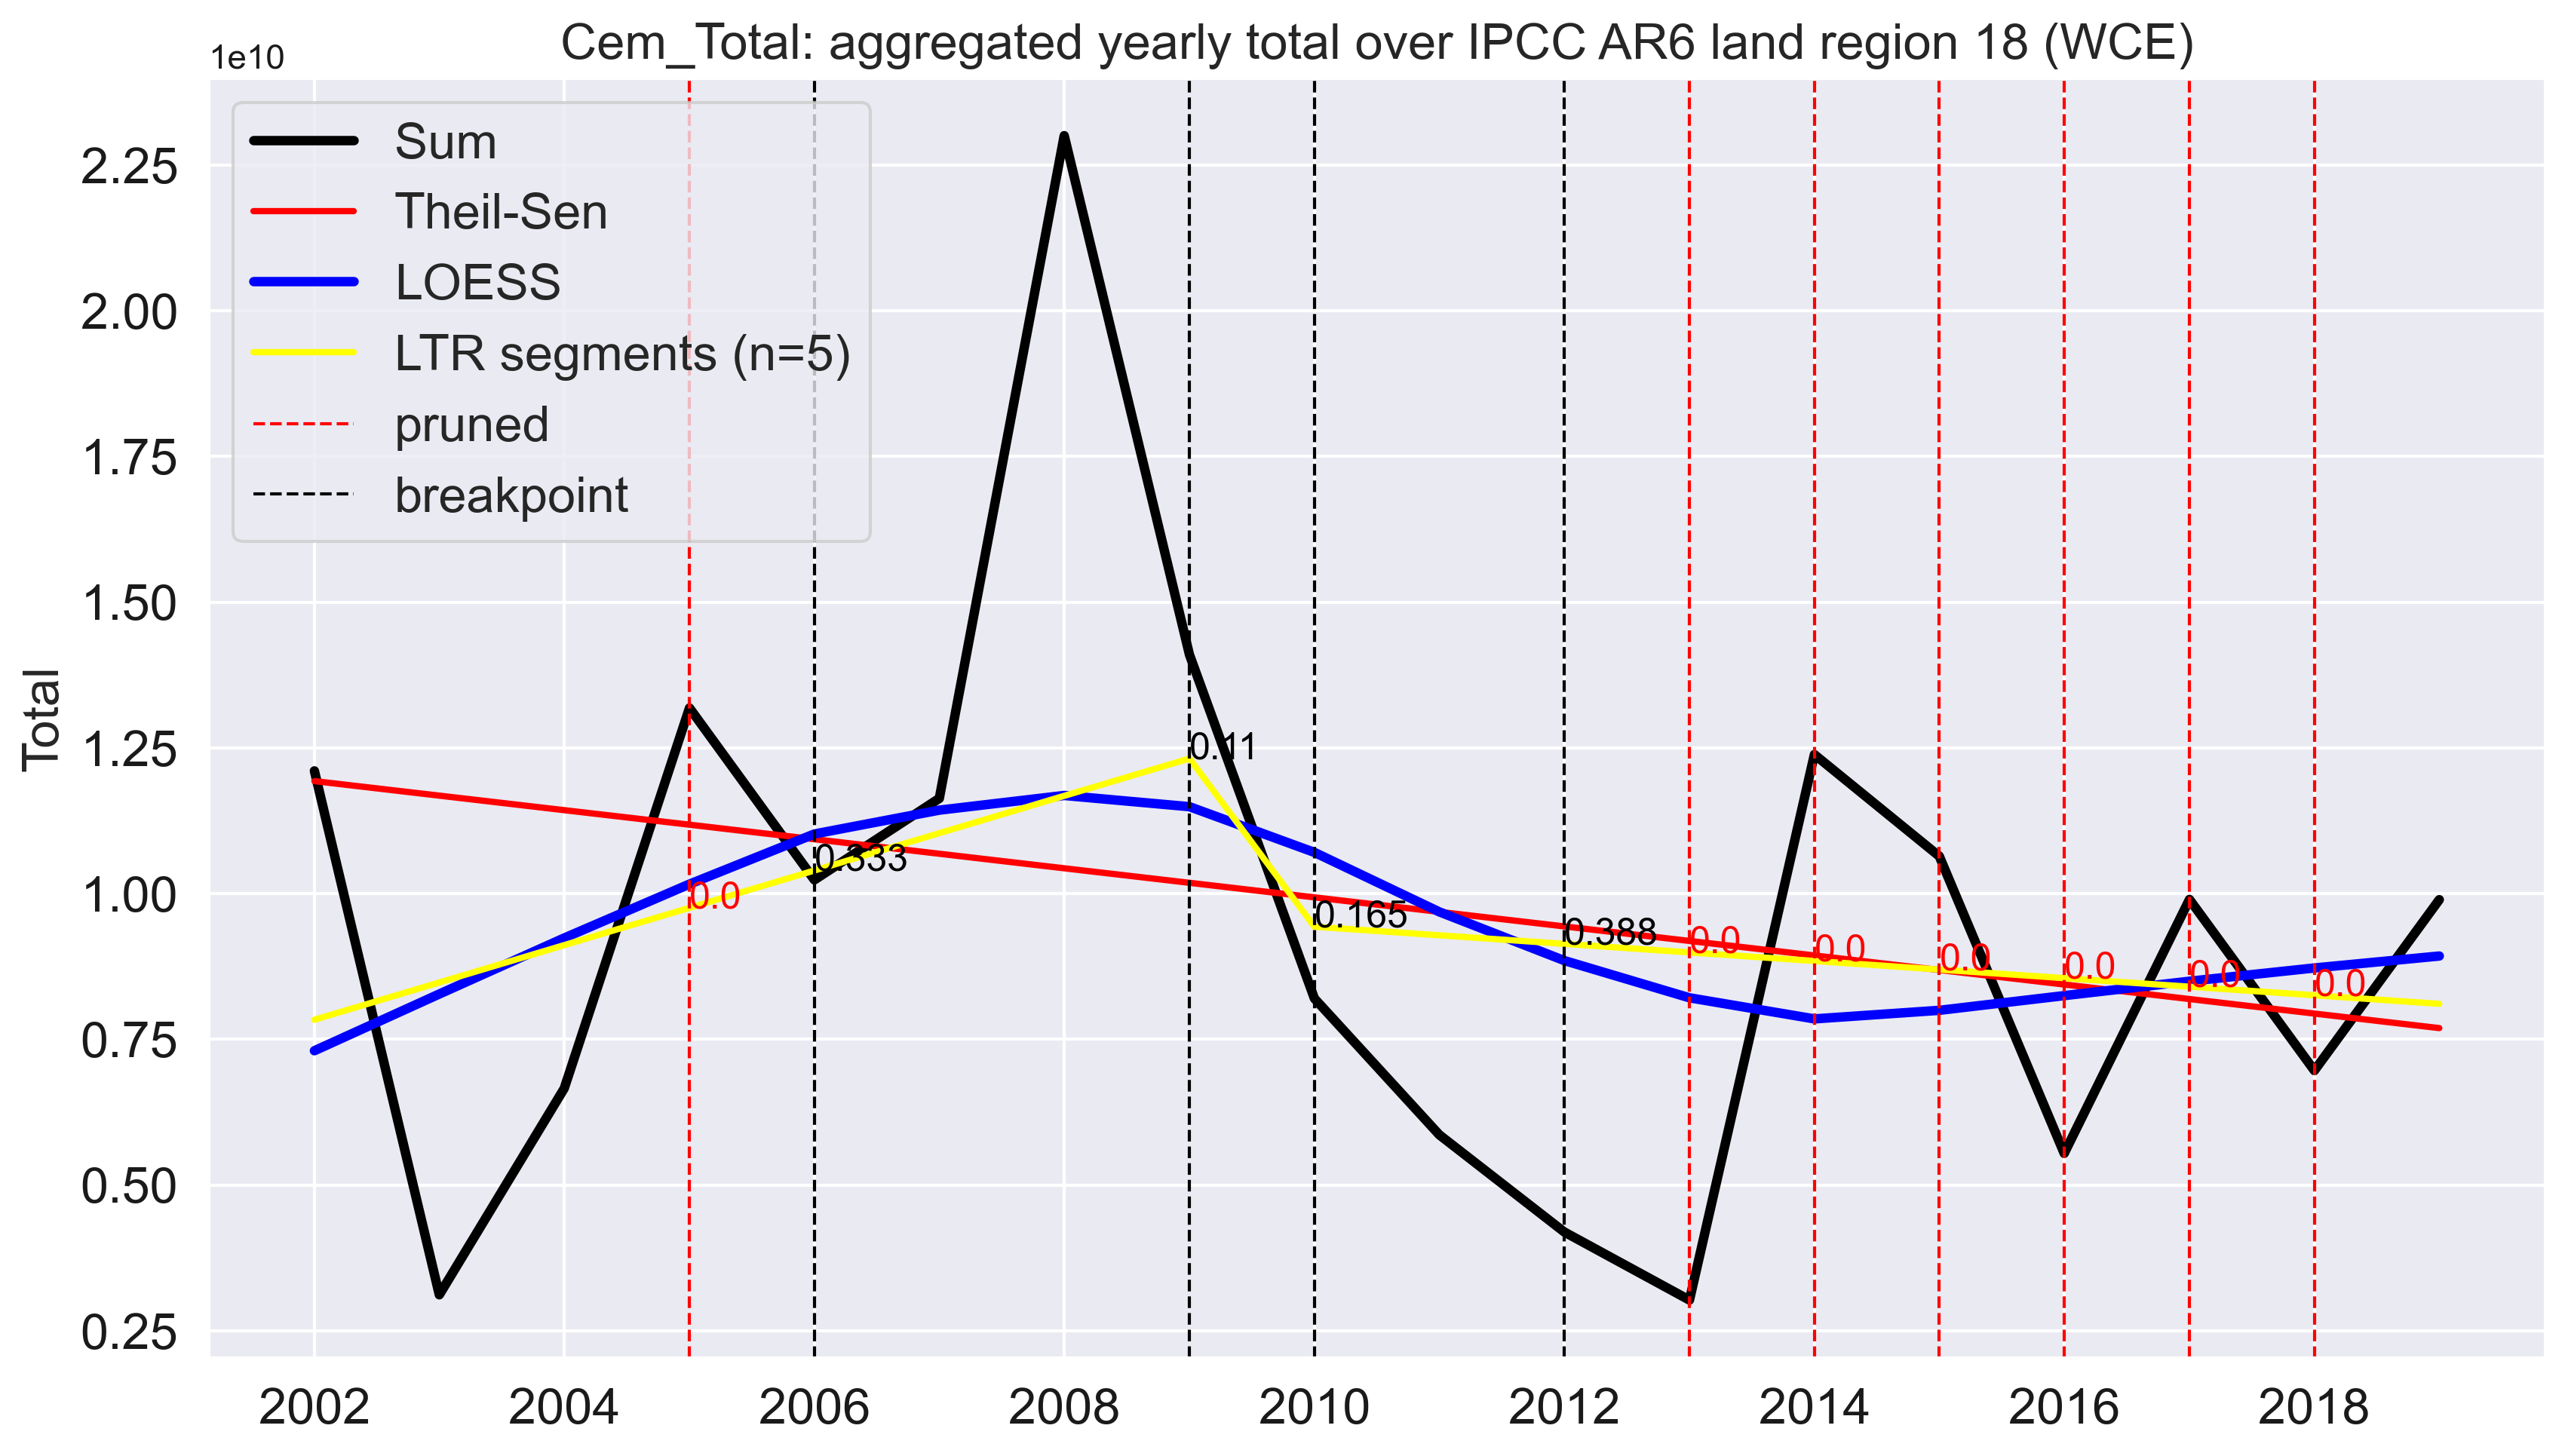 Cem_Total: aggregated yearly total over IPCC AR6 land region 18 (WCE)
1e10
Sum
Theil-Sen
LOESS
LTR segments (n=5)
pruned
breakpoint
Total
2.25
2.00
1.75
1.50
1.25
1.00
0.75
0.50
0.25
0.0
0.333
0.11
0.165
0.388
0.0
0.0
0.0
0.0
0.0
0.0
2002 2004 2006 2008 2010 2012 2014 2016 2018